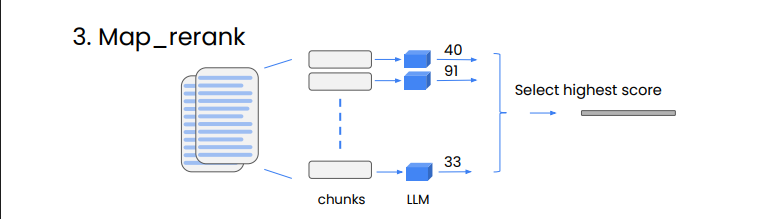 3. Map_rerank
40
91
Select highest score
33
chunks
LLM